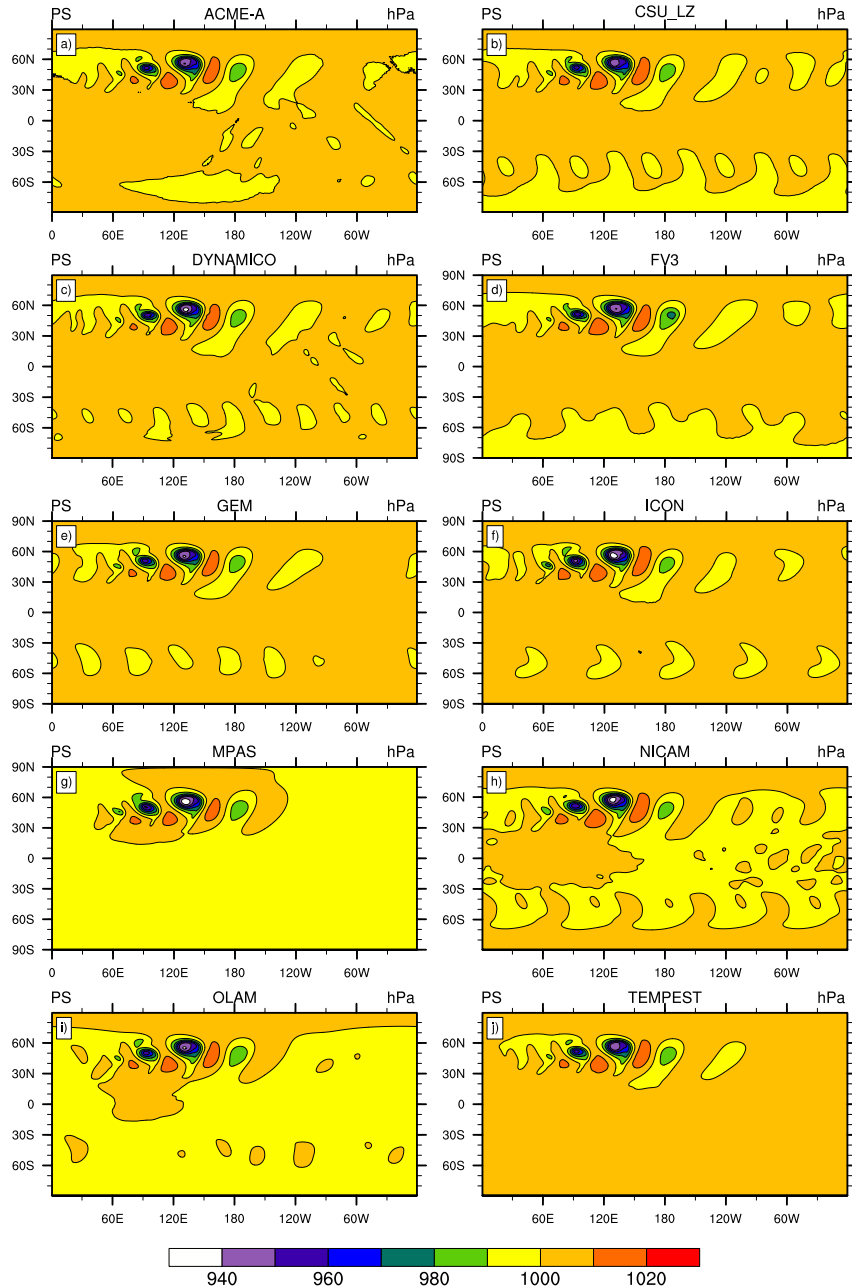 PS ACME-A hPa
a)
60N
30N
0
30S
60S
0 60E 120E 180 120W 60W
PS CSU_LZ hPa
b)
60N
30N
0
30S
60S
60E 120E 180 120W 60W
PS DYNAMICO hPa
c)
60N
30N
0
30S
60S
60E 120E 180 120W 60W
PS FV3 hPa
d)
90N
60N
30N
0
30S
60S
90S
60E 120E 180 120W 60W
PS GEM hPa
e)
90N
60N
30N
0
30S
60S
90S
60E 120E 180 120W 60W
PS ICON hPa
f)
90N
60N
30N
0
30S
60S
90S
0 60E 120E 180 120W 60W
PS MPAS hPa
g)
90N
60N
30N
0
30S
60S
90S
0 60E 120E 180 120W 60W
PS NICAM hPa
h)
90N
60N
30N
0
30S
60S
90S
60E 120E 180 120W 60W
PS OLAM hPa
i)
60N
30N
0
30S
60S
0 60E 120E 180 120W 60W
PS TEMPEST hPa
j)
60N
30N
0
30S
60S
60E 120E 180 120W 60W
940 960 980 1000 1020